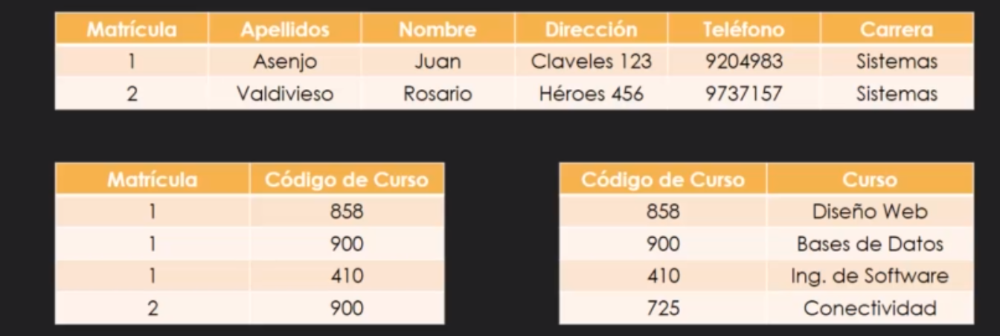 Matrícula Apellidos Nombre Dirección Teléfono Carrera
1 Asenjo Juan Claveles 123 9204983 Sistemas
2 Valdivieso Rosario Héroes 456 9737157 Sistemas
Matrícula Código de Curso
1 858
1 900
1 410
2 900
Código de Curso Curso
858 Diseño Web
900 Bases de Datos
410 Ing. de Software
725 Conectividad